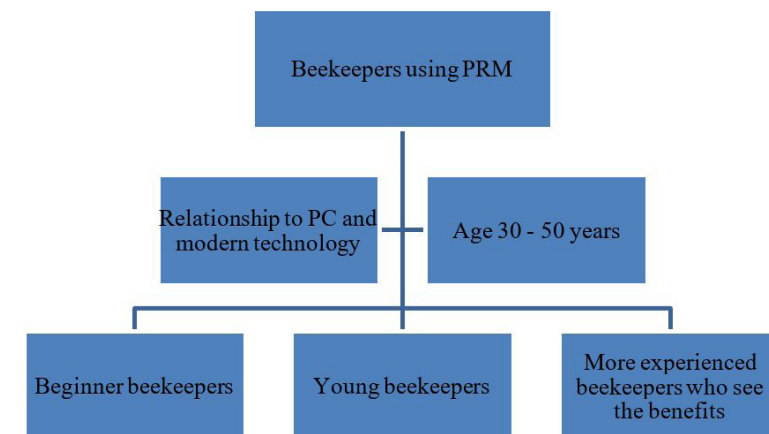 Beekeepers using PRM
Relationship to PC and
modern technology
Age 30 - 50 years
Beginner beekeepers
Young beekeepers
More experienced
beekeepers who see
the benefits